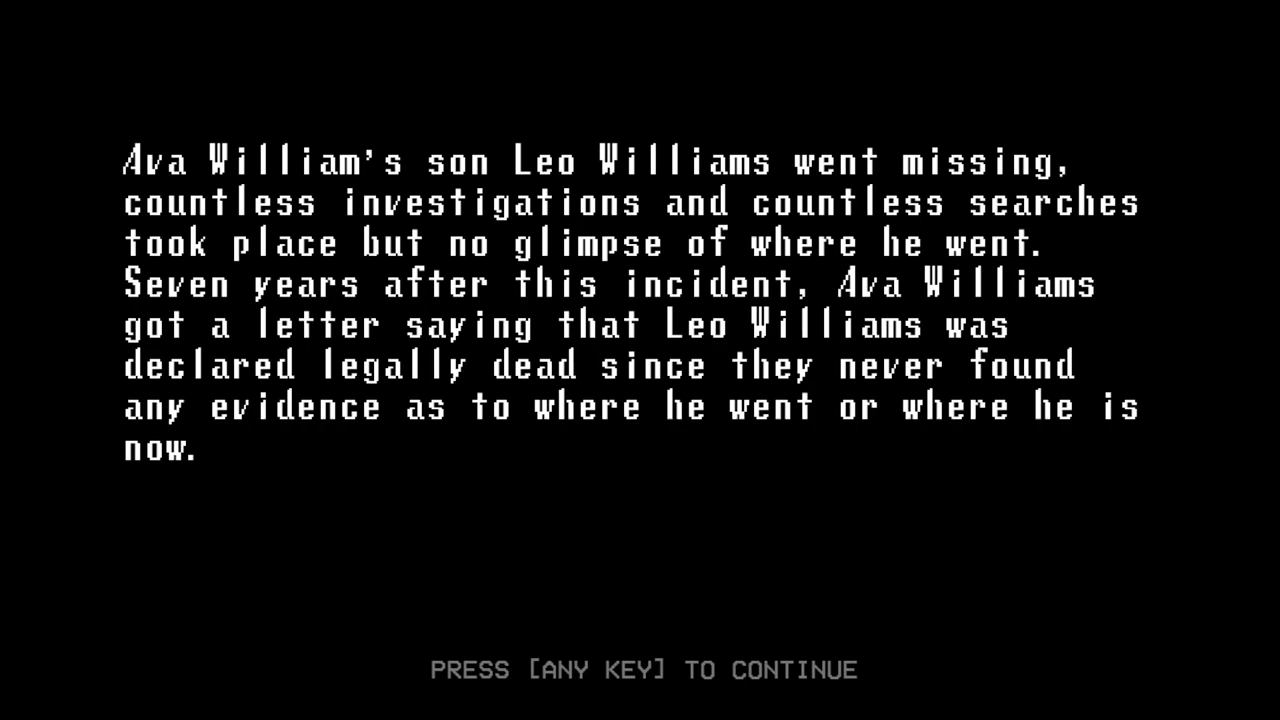 Ava William's son Leo Williams went missing,
countless investigations and countless searches
took place but no glimpse of where he went.
Seven years after this incident, Ava Williams
got a letter saying that Leo Williams was
declared legally dead since they never found
any evidence as to where he went or where he is
now.
PRESS [ANY KEY] TO CONTINUE